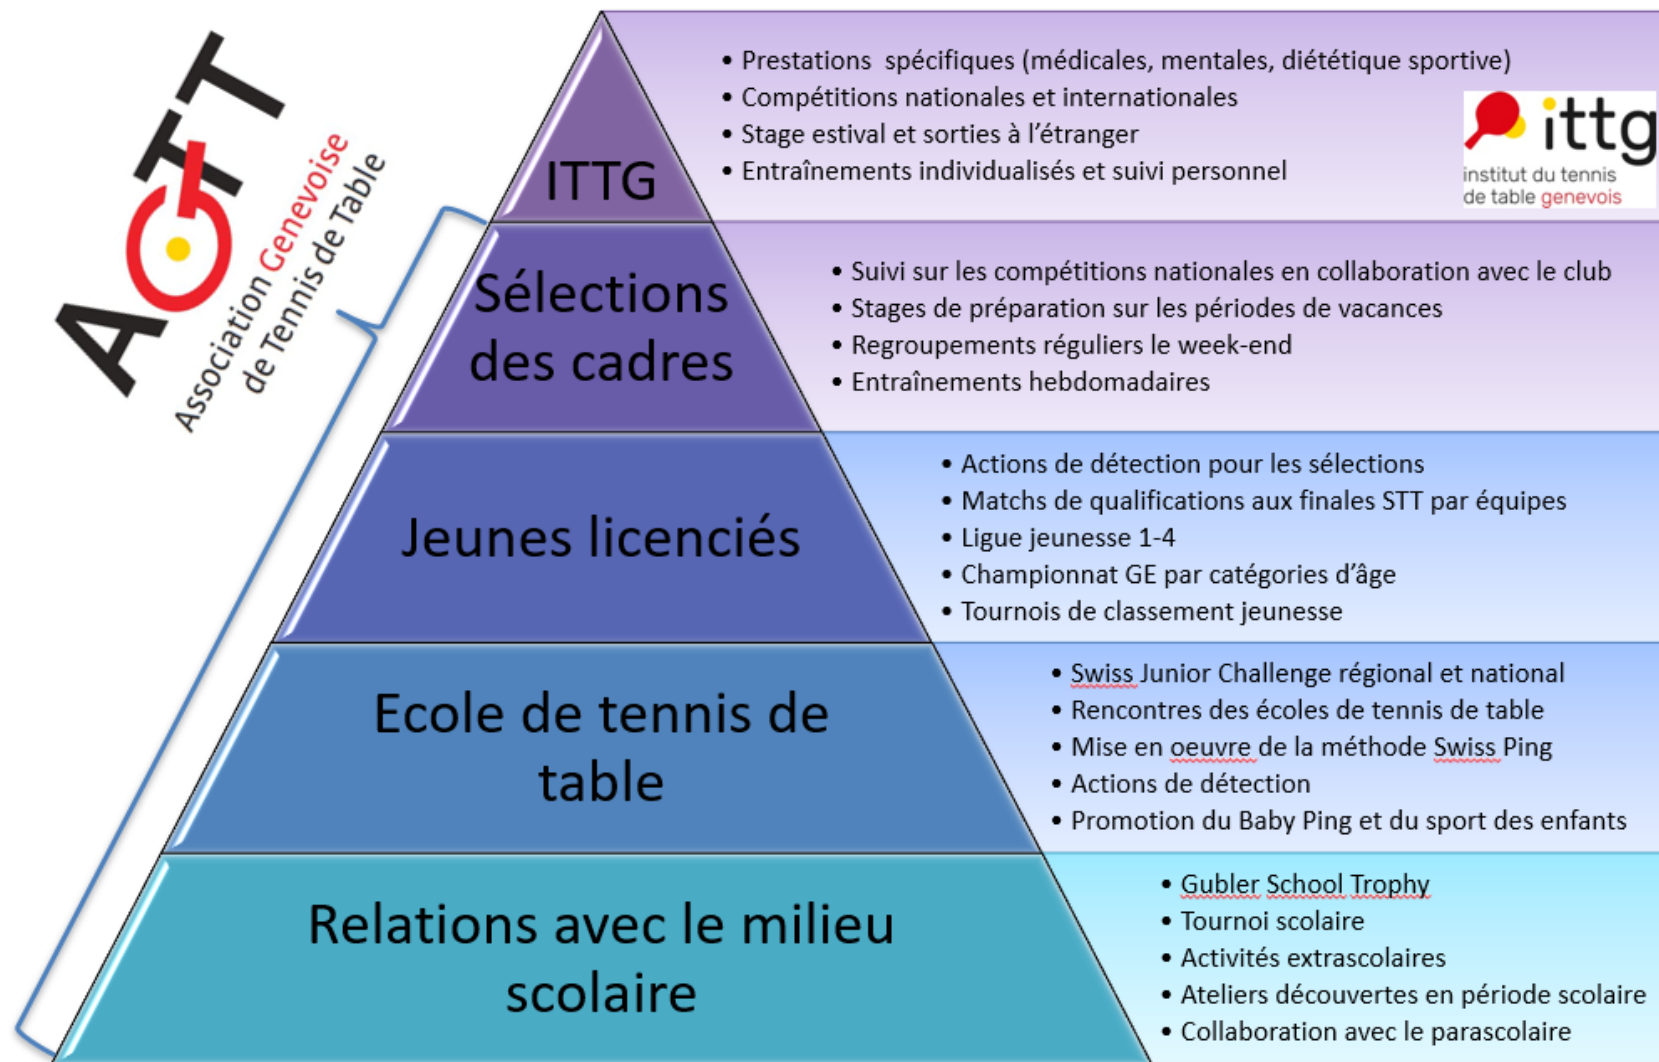 AGTT
Association Genevoise
de Tennis de Table
ITTG
• Prestations  spécifiques (médicales, mentales, diététique sportive)
• Compétitions nationales et internationales
• Stage estival et sorties à l’étranger
• Entraînements individualisés et suivi personnel
ittg
institut du tennis
de table genevois
Sélections
des cadres
• Suivi sur les compétitions nationales en collaboration avec le club
• Stages de préparation sur les périodes de vacances
• Regroupements réguliers le week-end
• Entraînements hebdomadaires
Jeunes licenciés
• Actions de détection pour les sélections
• Matchs de qualifications aux finales STT par équipes
• Ligue jeunesse 1-4
• Championnat GE par catégories d’âge
• Tournois de classement jeunesse
Ecole de tennis de
table
• Swiss Junior Challenge régional et national
• Rencontres des écoles de tennis de table
• Mise en oeuvre de la méthode Swiss Ping
• Actions de détection
• Promotion du Baby Ping et du sport des enfants
Relations avec le milieu
scolaire
• Gubler School Trophy
• Tournoi scolaire
• Activités extrascolaires
• Ateliers découvertes en période scolaire
• Collaboration avec le parascolaire